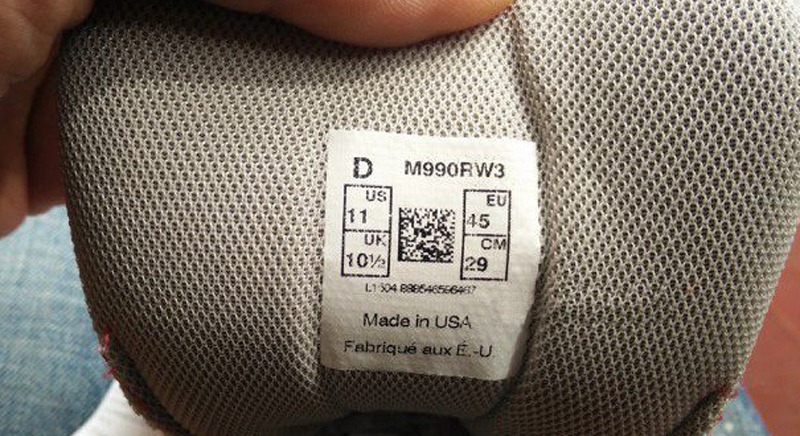 D M990RW3
US 11 EU 45
UK 10½ CM 29
Made in USA
Fabriqué aux É.-U